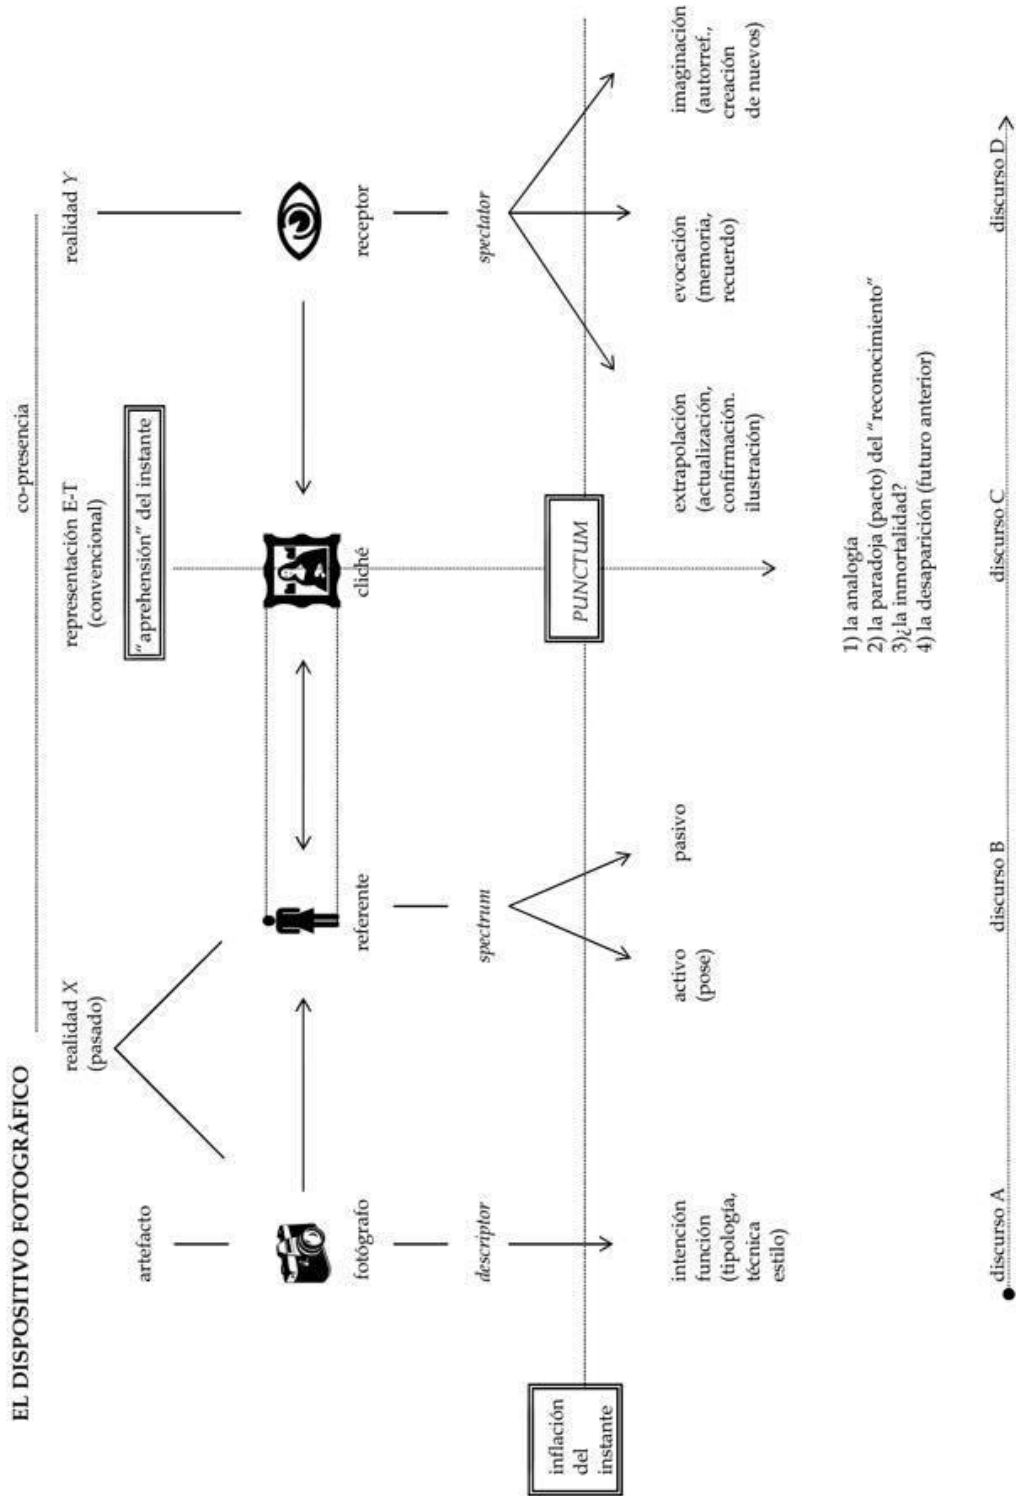 EL DISPOSITIVO FOTOGRÁFICO
co-presencia
realidad X
(pasado)
representación E-T
(convencional)
realidad Y
artefacto
"aprehensión" del instante
fotógrafo
referente
cliché
receptor
descriptor
spectrum
spectator
inflación
del
instante
PUNCTUM
intención
función
(tipología,
técnica
estilo)
activo
(pose)
pasivo
extrapolación
(actualización,
confirmación.
ilustración)
evocación
(memoria,
recuerdo)
imaginación
(autorref.,
creación
de nuevos)
1) la analogía
2) la paradoja (pacto) del "reconocimiento"
3)¿la inmortalidad?
4) la desaparición (futuro anterior)
discurso A
discurso B
discurso C
discurso D